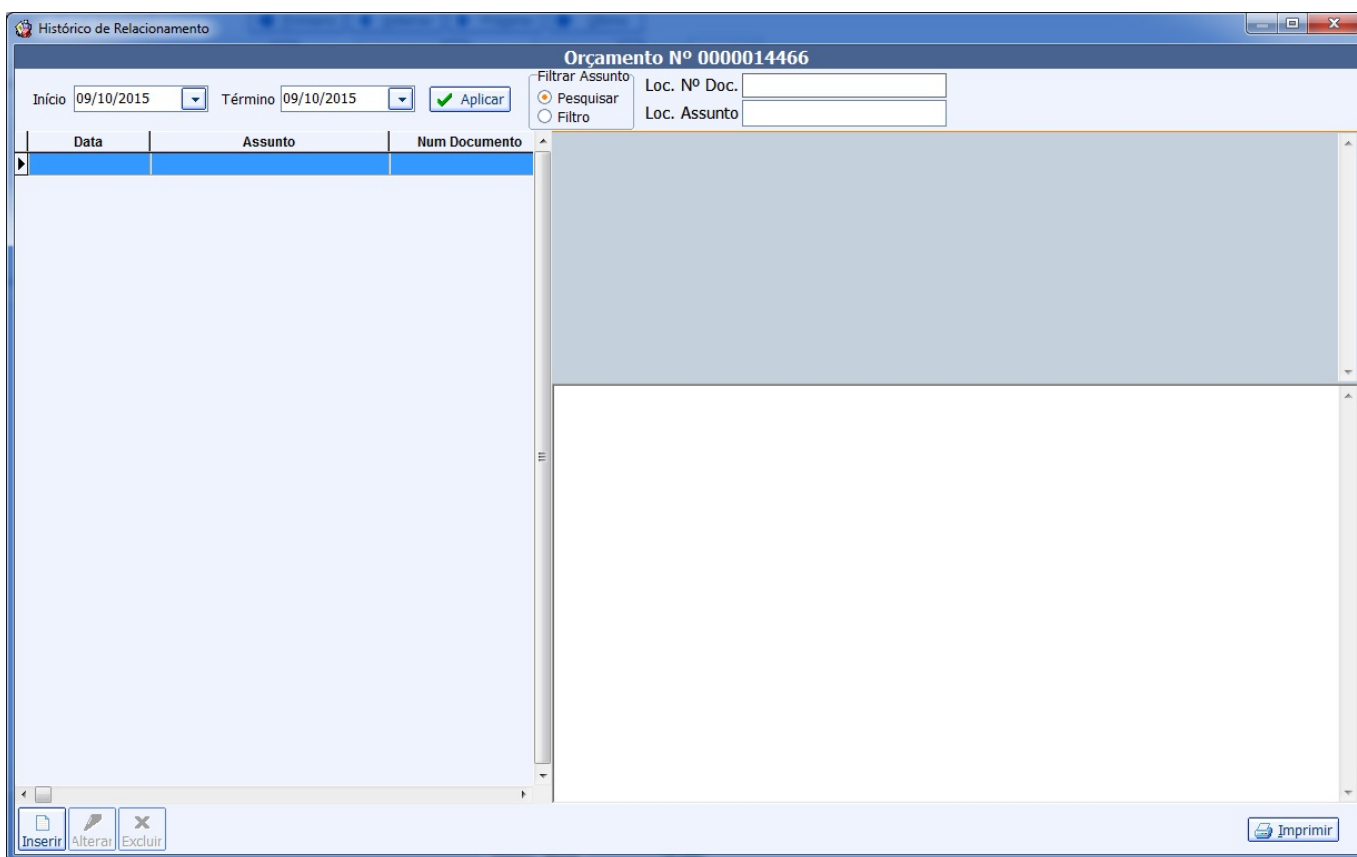 Histórico de Relacionamento
Orçamento Nº 0000014466
Início 09/10/2015 Término 09/10/2015 Aplicar
Filtrar Assunto
Pesquisar
Filtro
Loc. Nº Doc.
Loc. Assunto
Data Assunto Num Documento
Inserir Alterar Excluir
Imprimir